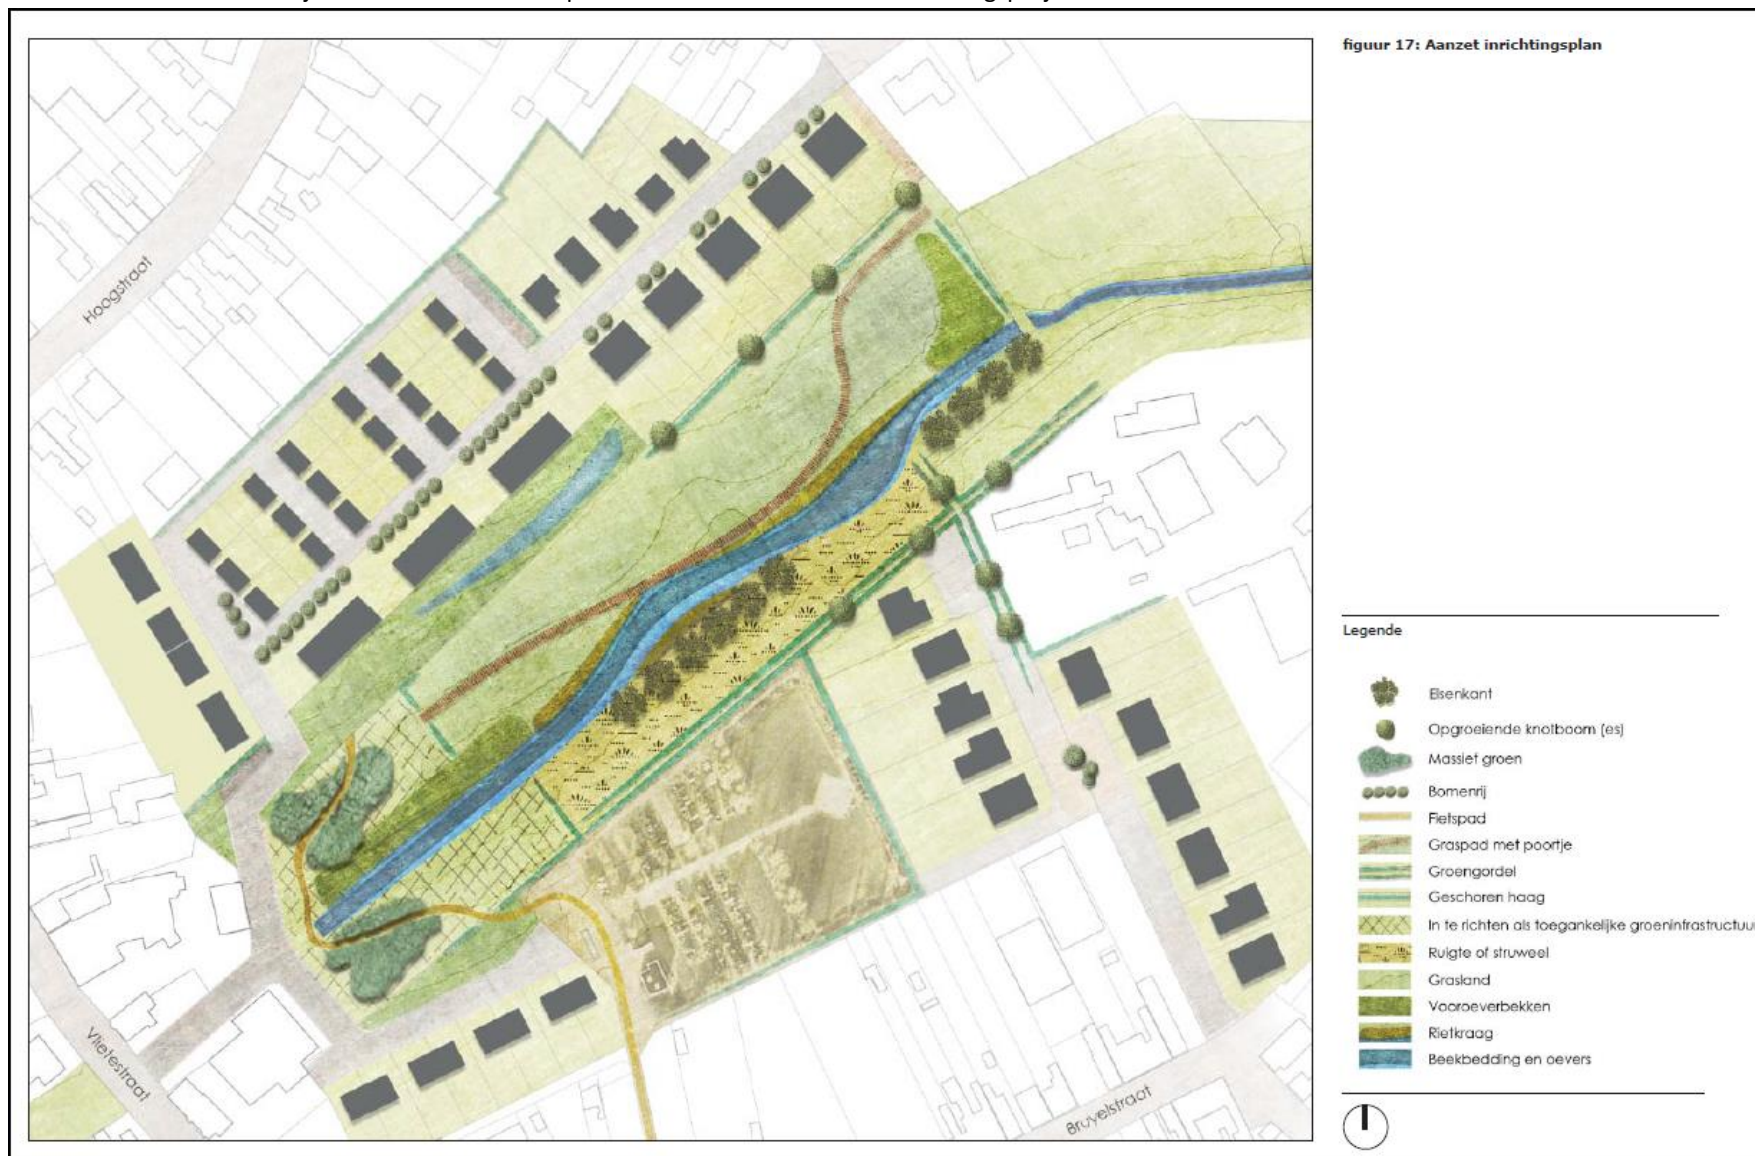 figuur 17: Aanzet inrichtingsplan
Hoogstraat
Vlietestraat
Bruyelstraat
Legende
Elsenkant
Opgroeiende knotboom (es)
Massief groen
Bomenrij
Fietspad
Graspad met poortje
Groengordel
Geschoren haag
In te richten als toegankelijke groeninfrastructuur
Ruigte of struweel
Grasland
Vooroeverbekken
Rietkraag
Beekbedding en oevers